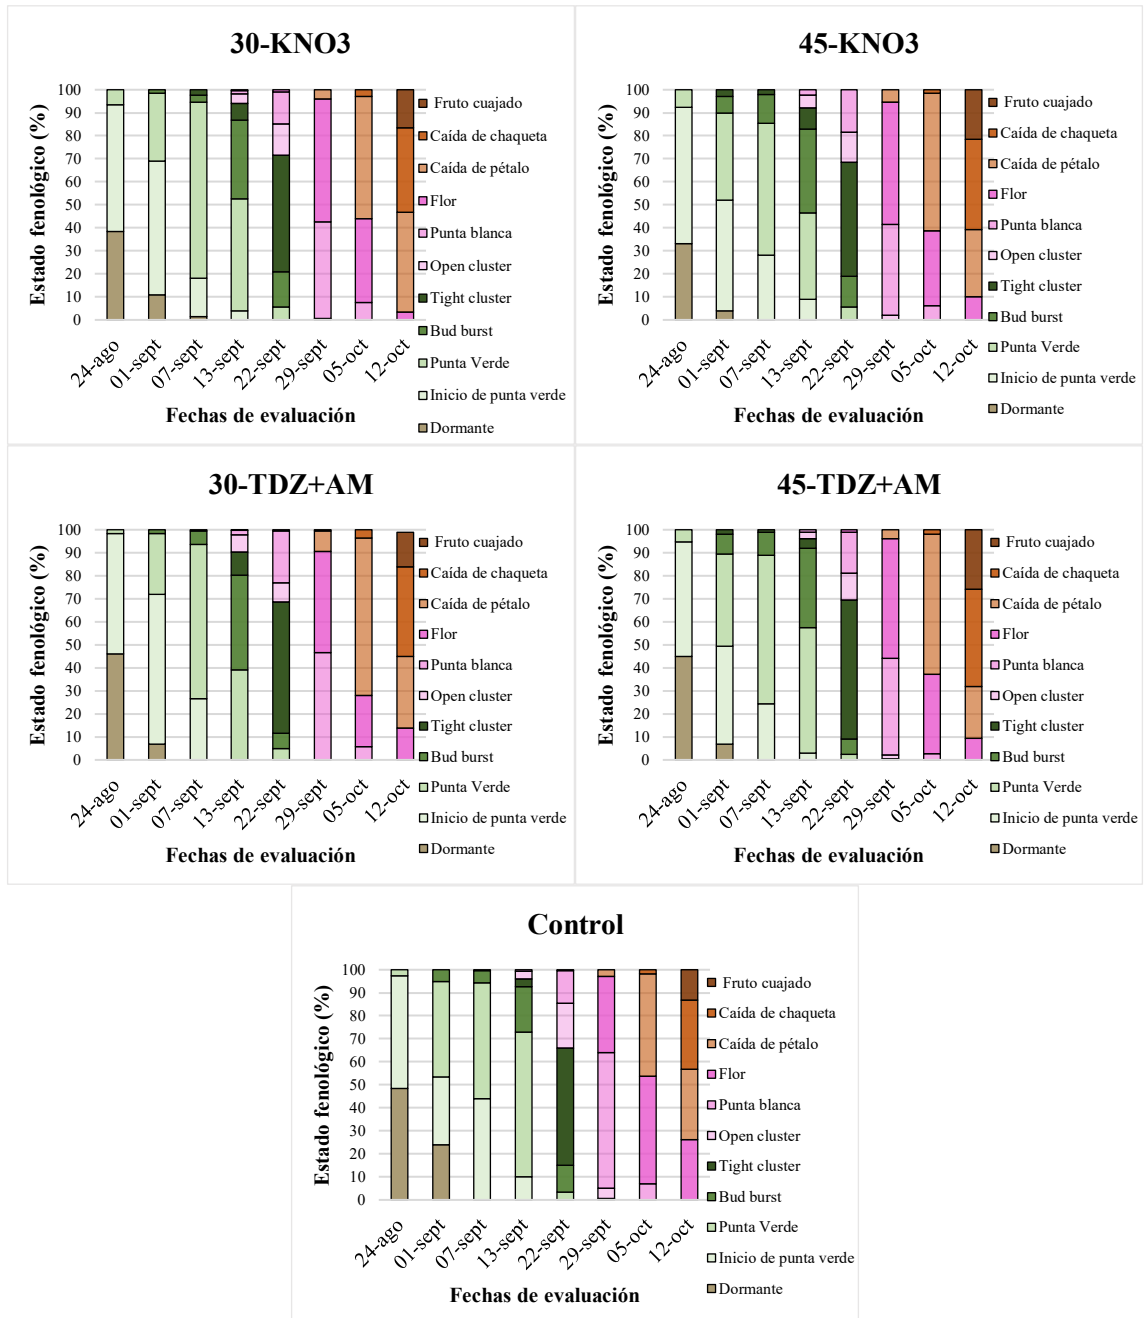 30-KNO3
Estado fenológico (%)
100
90
80
70
60
50
40
30
20
10
0
24-ago
01-sept
07-sept
13-sept
22-sept
29-sept
05-oct
12-oct
Fechas de evaluación
Fruto cuajado
Caída de chaqueta
Caída de pétalo
Flor
Punta blanca
Open cluster
Tight cluster
Bud burst
Punta Verde
Inicio de punta verde
Dormante
45-KNO3
Estado fenológico (%)
100
90
80
70
60
50
40
30
20
10
0
24-ago
01-sept
07-sept
13-sept
22-sept
29-sept
05-oct
12-oct
Fechas de evaluación
Fruto cuajado
Caída de chaqueta
Caída de pétalo
Flor
Punta blanca
Open cluster
Tight cluster
Bud burst
Punta Verde
Inicio de punta verde
Dormante
30-TDZ+AM
Estado fenológico (%)
100
90
80
70
60
50
40
30
20
10
0
24-ago
01-sept
07-sept
13-sept
22-sept
29-sept
05-oct
12-oct
Fechas de evaluación
Fruto cuajado
Caída de chaqueta
Caída de pétalo
Flor
Punta blanca
Open cluster
Tight cluster
Bud burst
Punta Verde
Inicio de punta verde
Dormante
45-TDZ+AM
Estado fenológico (%)
100
90
80
70
60
50
40
30
20
10
0
24-ago
01-sept
07-sept
13-sept
22-sept
29-sept
05-oct
12-oct
Fechas de evaluación
Fruto cuajado
Caída de chaqueta
Caída de pétalo
Flor
Punta blanca
Open cluster
Tight cluster
Bud burst
Punta Verde
Inicio de punta verde
Dormante
Control
Estado fenológico (%)
100
90
80
70
60
50
40
30
20
10
0
24-ago
01-sept
07-sept
13-sept
22-sept
29-sept
05-oct
12-oct
Fechas de evaluación
Fruto cuajado
Caída de chaqueta
Caída de pétalo
Flor
Punta blanca
Open cluster
Tight cluster
Bud burst
Punta Verde
Inicio de punta verde
Dormante